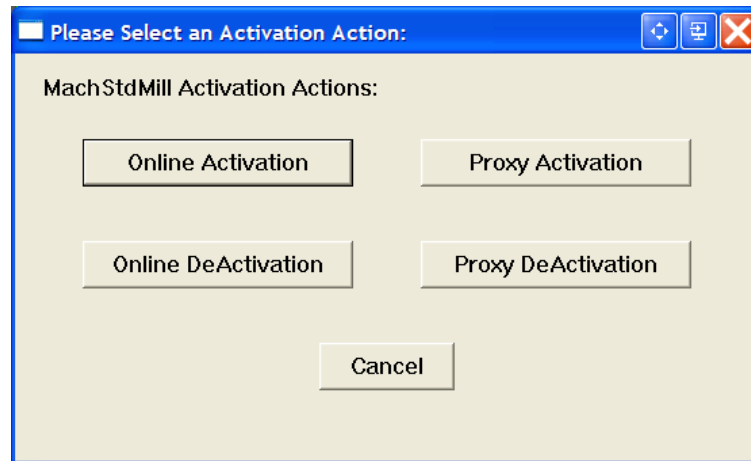 Please Select an Activation Action:
MachStdMill Activation Actions:
Online Activation
Proxy Activation
Online DeActivation
Proxy DeActivation
Cancel